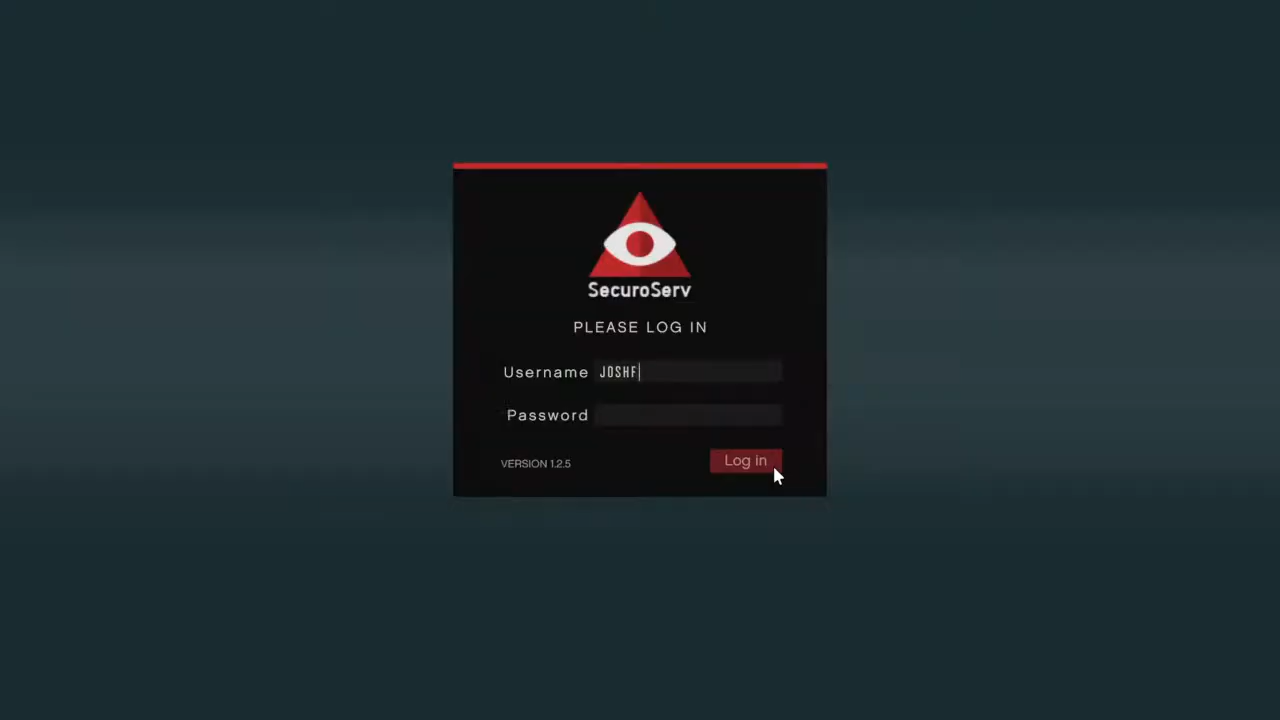 SecuroServ
PLEASE LOG IN
Username JOSHF
Password
VERSION 1.2.5 Log in